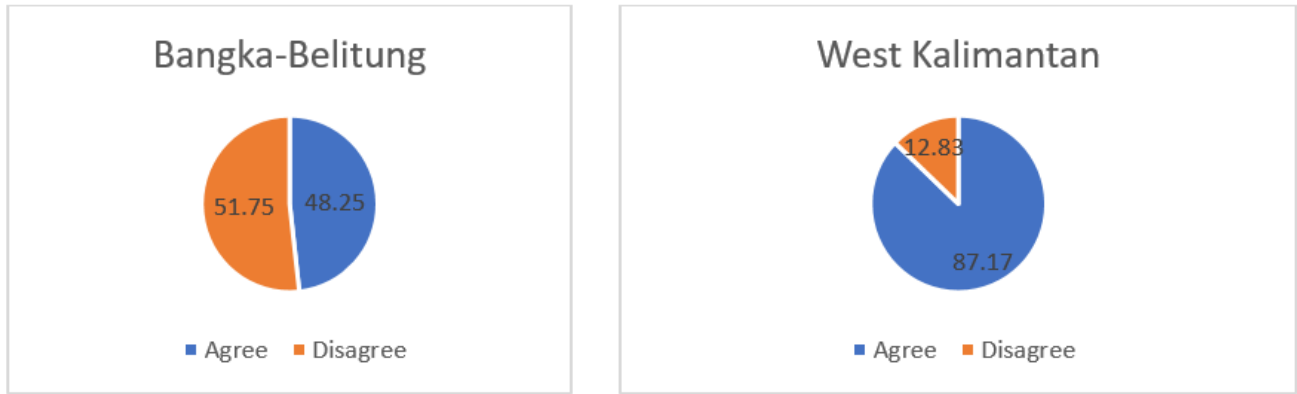 Bangka-Belitung
51.75
48.25
Agree
Disagree
West Kalimantan
12.83
87.17
Agree
Disagree